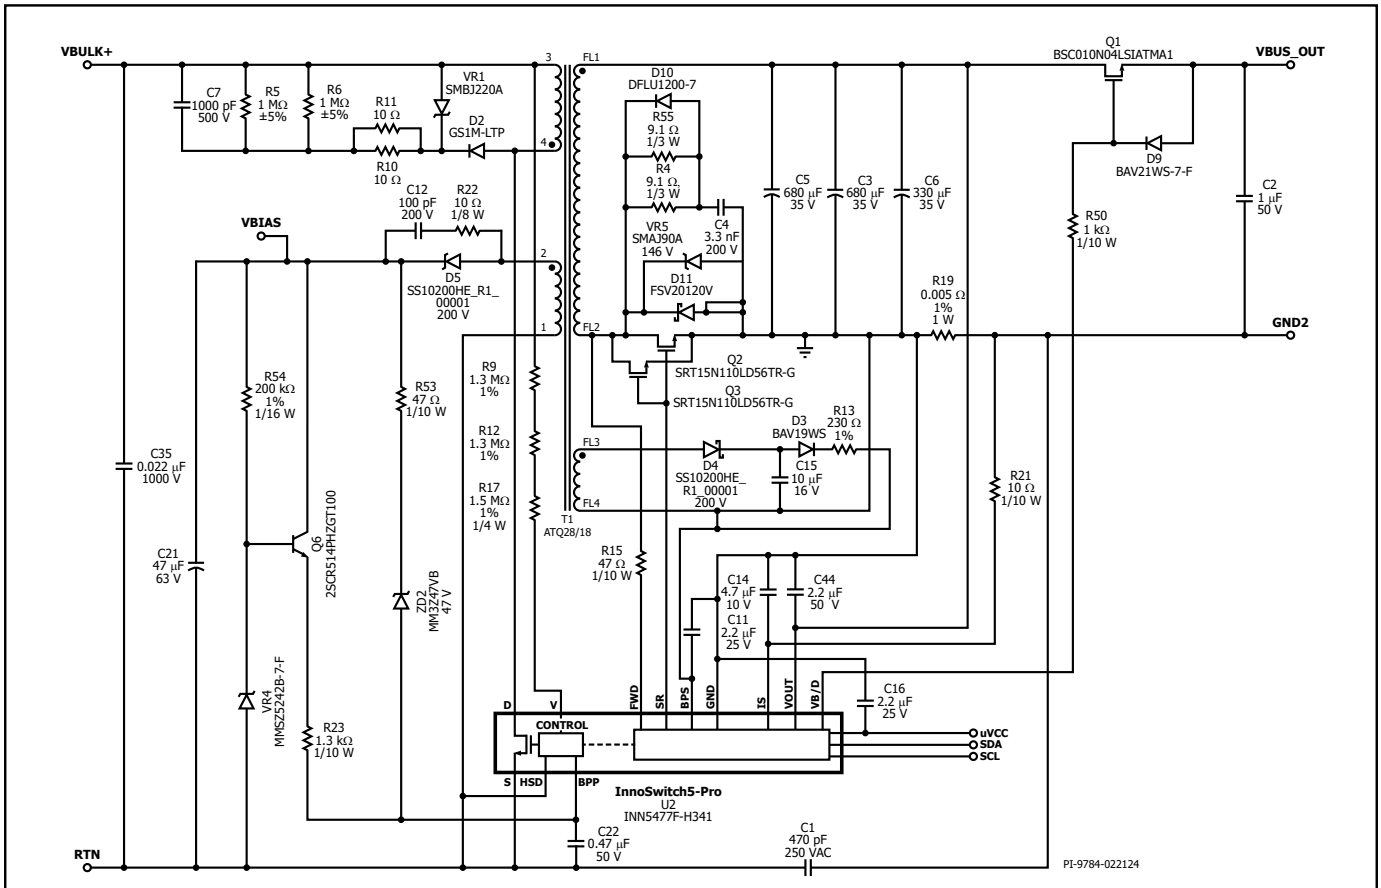 VBULK+
C7
1000 pF
500 V
R5
1 MΩ
±5%
R6
1 MΩ
±5%
R11
10 Ω
R10
10 Ω
VR1
SMBJ220A
D2
GS1M-LTP
3
4
FL1
D10
DFLU1200-7
R55
9.1 Ω
1/3 W
R4
9.1 Ω,
1/3 W
C4
3.3 nF
200 V
VR5
SMAJ90A
146 V
D11
FSV20120V
C5
680 µF
35 V
C3
680 µF
35 V
C6
330 µF
35 V
Q1
BSC010N04LSIATMA1
VBUS_OUT
D9
BAV21WS-7-F
C2
1 µF
50 V
R50
1 kΩ
1/10 W
R19
0.005 Ω
1%
1 W
GND2
VBIAS
C12
100 pF
200 V
R22
10 Ω
1/8 W
D5
SS10200HE_R1_
00001
200 V
2
1
FL2
Q2
SRT15N110LD56TR-G
Q3
SRT15N110LD56TR-G
R54
200 kΩ
1%
1/16 W
R53
47 Ω
1/10 W
R9
1.3 MΩ
1%
R12
1.3 MΩ
1%
R17
1.5 MΩ
1%
1/4 W
FL3
FL4
T1
ATQ28/18
D4
SS10200HE_
R1_00001
200 V
D3
BAV19WS
R13
230 Ω
1%
C15
10 µF
16 V
R21
10 Ω
1/10 W
C35
0.022 µF
1000 V
C21
47 µF
63 V
Q6
2SCR514PHZGT100
ZD2
MM3Z47VB
47 V
R15
47 Ω
1/10 W
C14
4.7 µF
10 V
C11
2.2 µF
25 V
C44
2.2 µF
50 V
C16
2.2 µF
25 V
VR4
MMSZ5242B-7-F
R23
1.3 kΩ
1/10 W
D
V
FWD
SR
BPS
GND
IS
VOUT
VB/D
CONTROL
uVCC
SDA
SCL
S
HSD
BPP
InnoSwitch5-Pro
U2
INN5477F-H341
C22
0.47 µF
50 V
C1
470 pF
250 VAC
RTN
PI-9784-022124